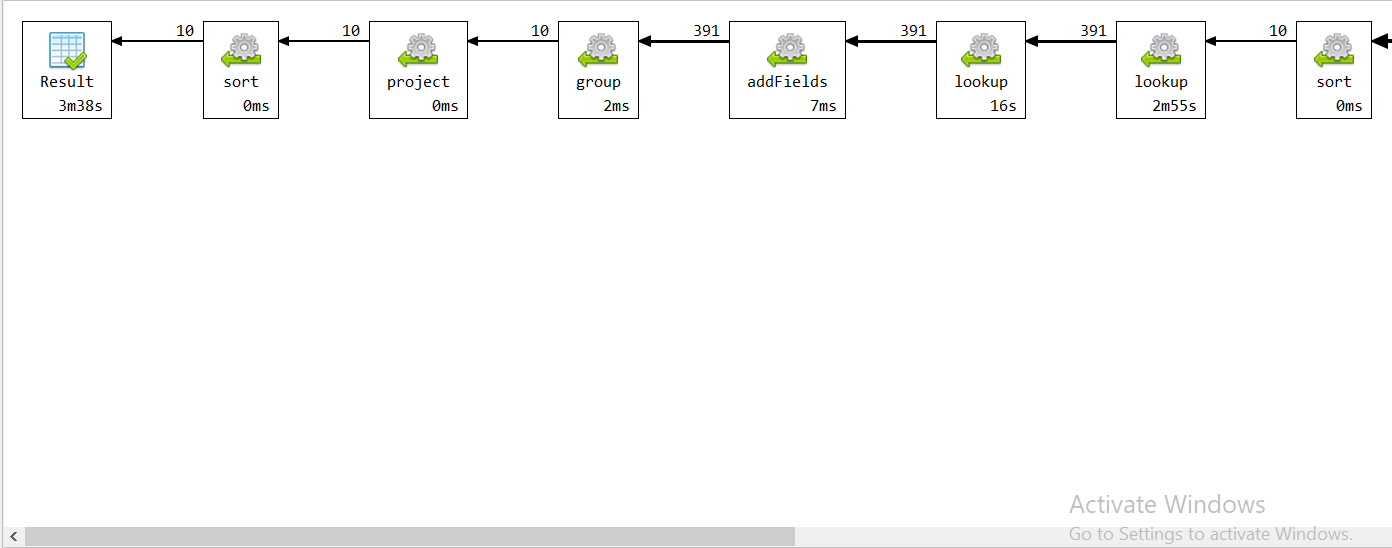 10 10 10 391 391 391 10
Result sort project group addFields lookup lookup sort
3m38s 0ms 0ms 2ms 7ms 16s 2m55s 0ms
Activate Windows
Go to Settings to activate Windows.